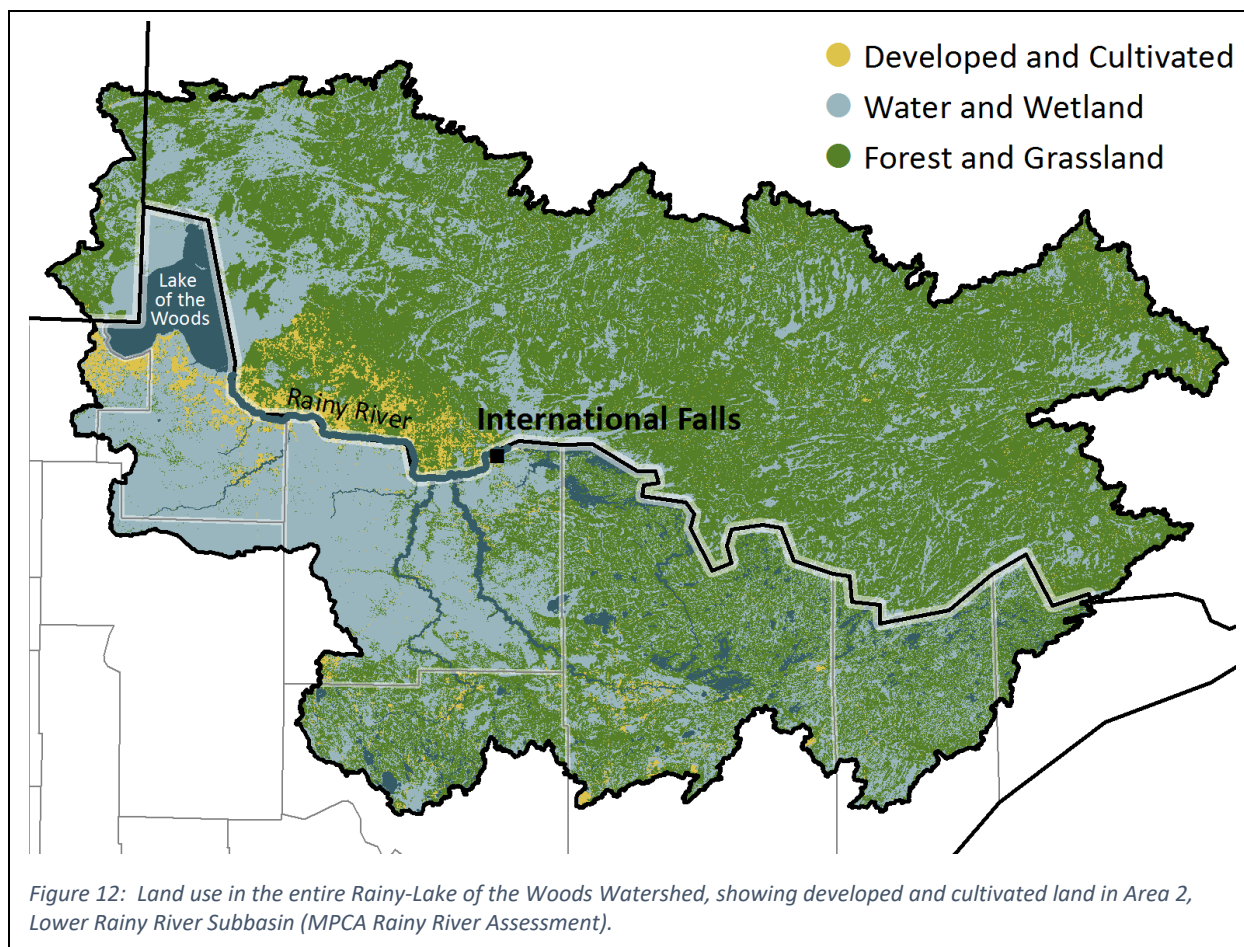 Developed and Cultivated
Water and Wetland
Forest and Grassland
Lake
of the
Woods
Rainy River
International Falls
Figure 12:  Land use in the entire Rainy-Lake of the Woods Watershed, showing developed and cultivated land in Area 2,
Lower Rainy River Subbasin (MPCA Rainy River Assessment).